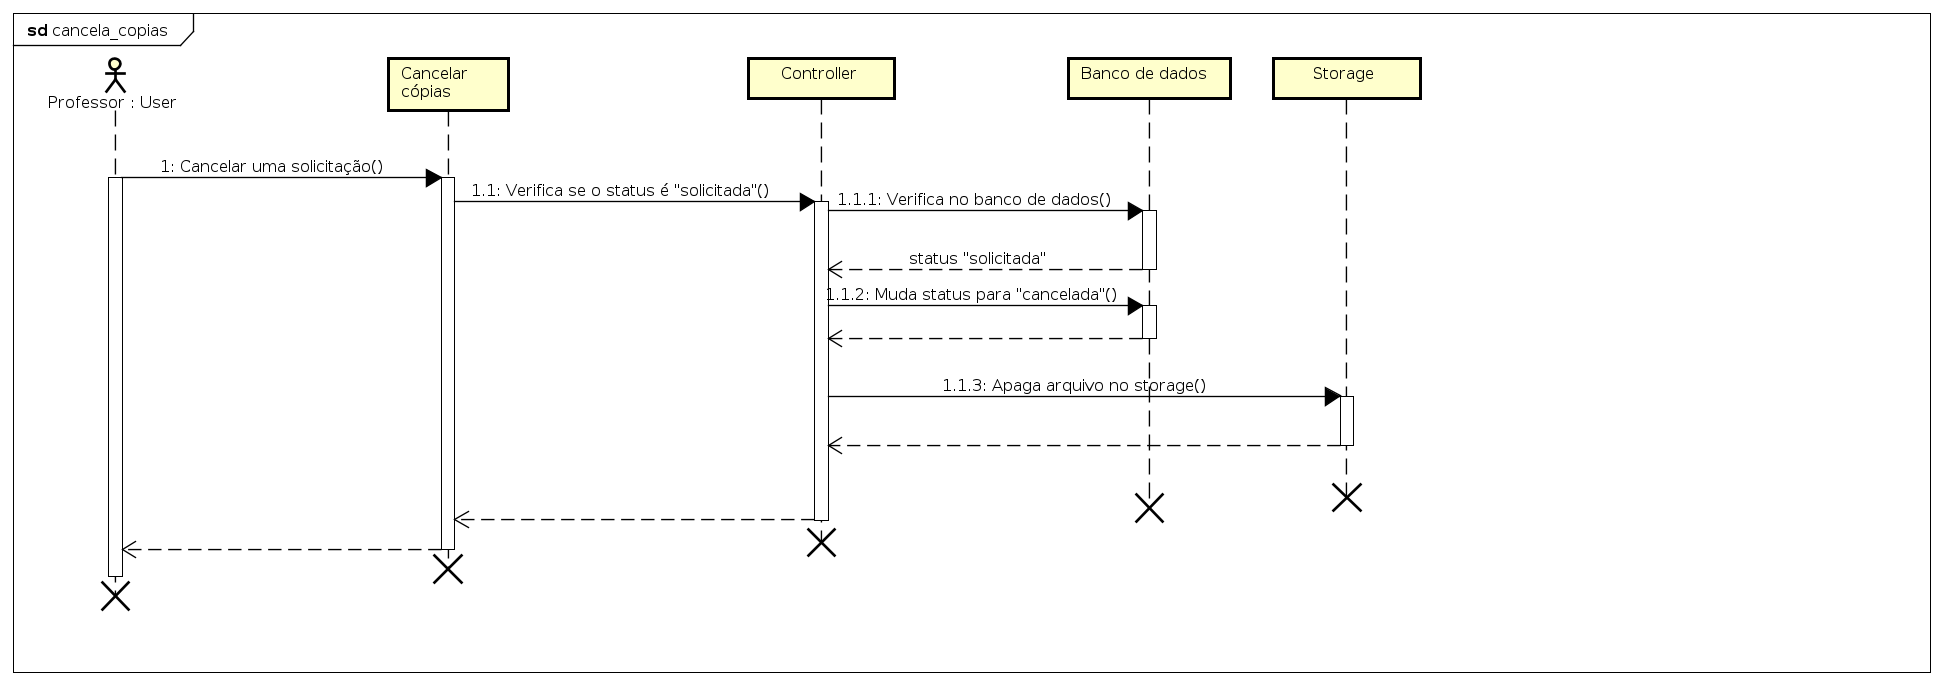 sd cancela_copias
Professor : User
Cancelar
cópias
Controller
Banco de dados
Storage
1: Cancelar uma solicitação()
1.1: Verifica se o status é "solicitada"()
1.1.1: Verifica no banco de dados()
status "solicitada"
1.1.2: Muda status para "cancelada"()
1.1.3: Apaga arquivo no storage()